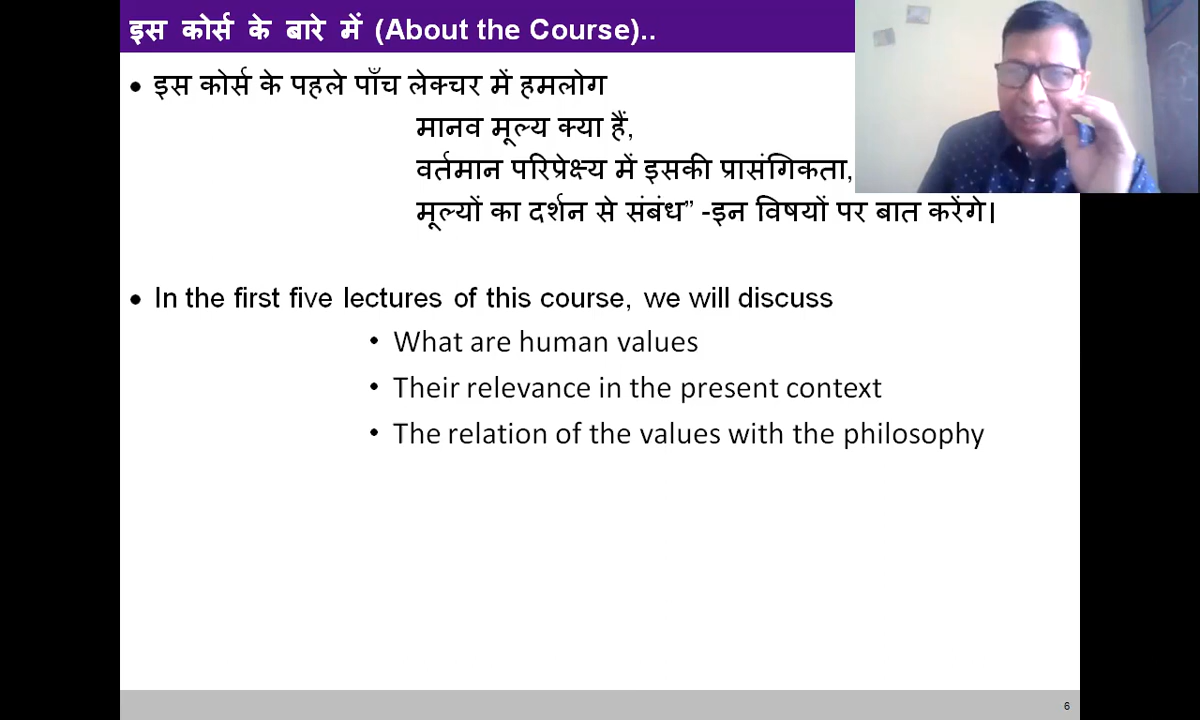 इस कोर्स के बारे में (About the Course)..
• इस कोर्स के पहले पाँच लेक्चर में हमलोग
मानव मूल्य क्या हैं,
वर्तमान परिप्रेक्ष्य में इसकी प्रासंगिकता,
मूल्यों का दर्शन से संबंध” -इन विषयों पर बात करेंगे।
• In the first five lectures of this course, we will discuss
• What are human values
• Their relevance in the present context
• The relation of the values with the philosophy
6